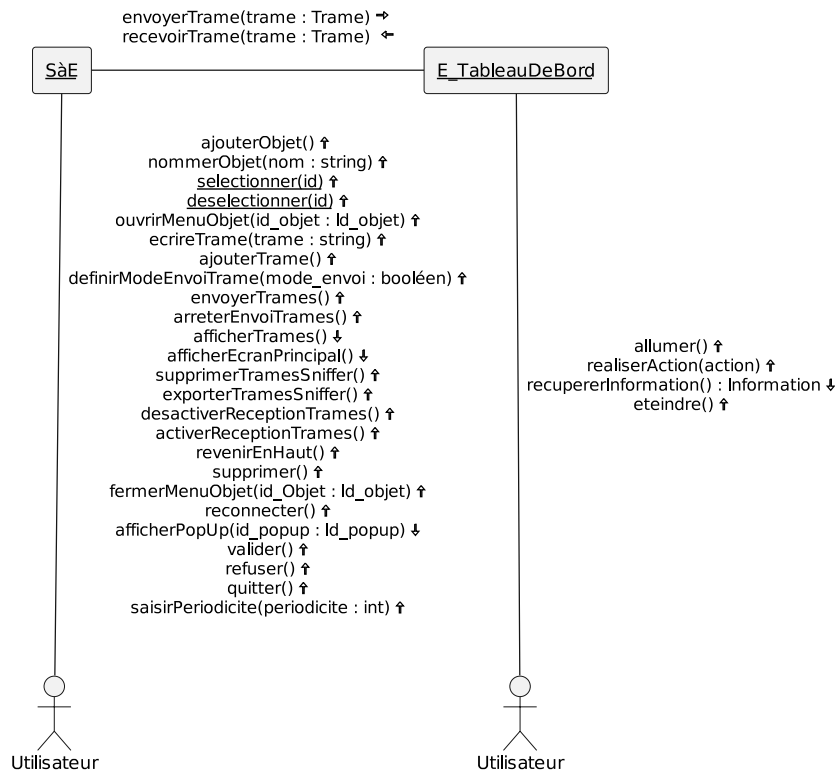 envoyerTrame(trame : Trame) →
recevoirTrame(trame : Trame) ←
SàE
E_TableauDeBord
ajouterObjet() ↑
nommerObjet(nom : string) ↑
selectionner(id) ↑
deselectionner(id) ↑
ouvrirMenuObjet(id_objet : Id_objet) ↑
ecrireTrame(trame : string) ↑
ajouterTrame() ↑
definirModeEnvoiTrame(mode_envoi : booléen) ↑
envoyerTrames() ↑
arreterEnvoiTrames() ↑
afficherTrames() ↓
afficherEcranPrincipal() ↓
supprimerTramesSniffer() ↑
exporterTramesSniffer() ↑
desactiverReceptionTrames() ↑
activerReceptionTrames() ↑
revenirEnHaut() ↑
supprimer() ↑
fermerMenuObjet(id_Objet : Id_objet) ↑
reconnecter() ↑
afficherPopUp(id_popup : Id_popup) ↓
valider() ↑
refuser() ↑
quitter() ↑
saisirPeriodicite(periodicite : int) ↑
allumer() ↑
realiserAction(action) ↑
recupererInformation() : Information ↓
eteindre() ↑
Utilisateur
Utilisateur